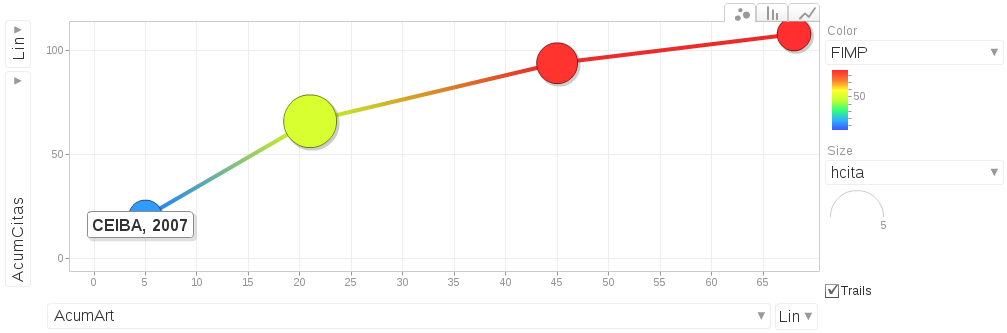 Lin
AcumCitas
100
50
0
CEIBA, 2007
0 5 10 15 20 25 30 35 40 45 50 55 60 65
AcumArt
Lin
Color
FIMP
50
Size
hcita
5
Trails